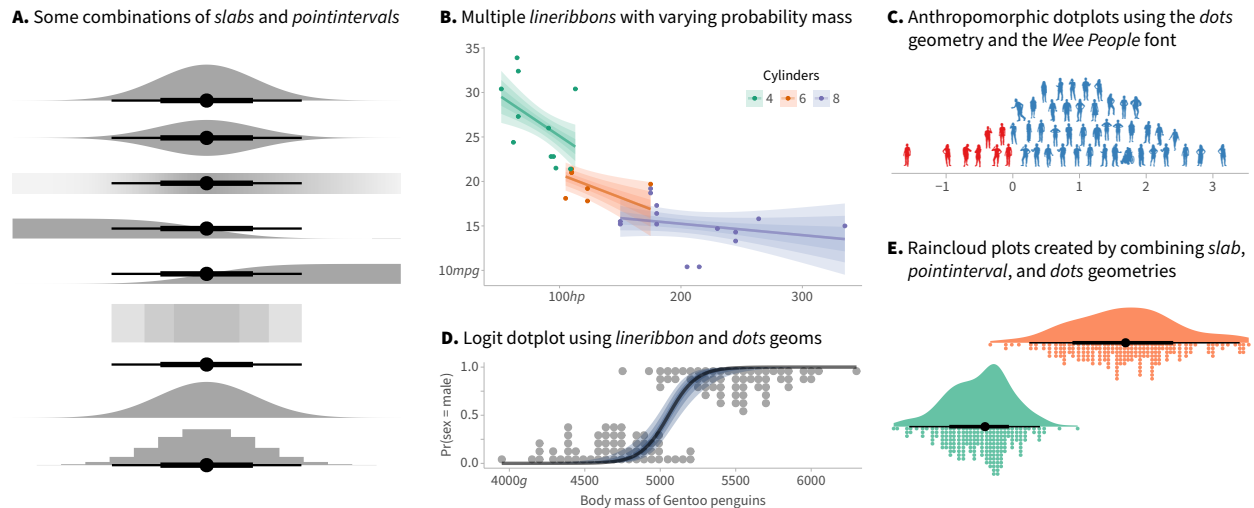 A. Some combinations of slabs and pointintervals
B. Multiple lineribbons with varying probability mass
35
30
25
20
15
10mpg
100hp 200 300
Cylinders
4 6 8
C. Anthropomorphic dotplots using the dots
geometry and the Wee People font
−1 0 1 2 3
D. Logit dotplot using lineribbon and dots geoms
Pr(sex = male)
1.0
0.5
0.0
4000g 4500 5000 5500 6000
Body mass of Gentoo penguins
E. Raincloud plots created by combining slab,
pointinterval, and dots geometries